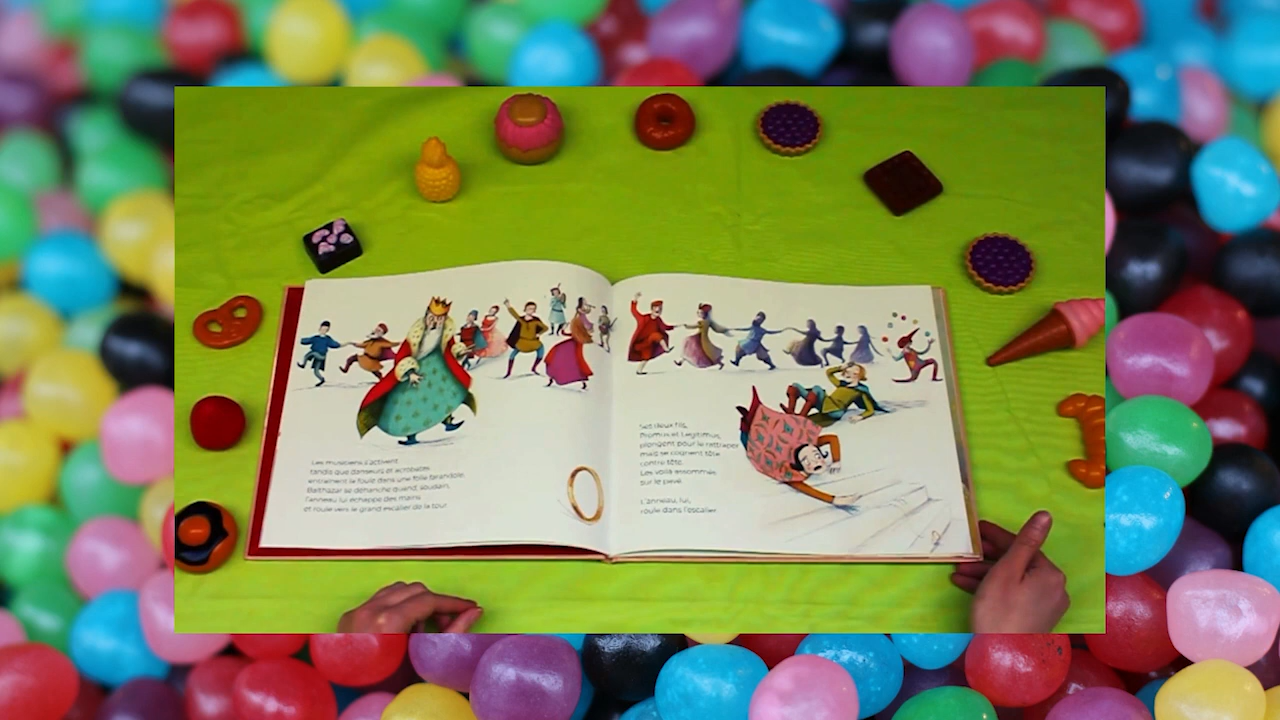 Les musiciens s'activent
tandis que danseurs et acrobates
entraînent la foule dans une folle farandole.
Balthazar se déhanche quand, soudain,
l'anneau lui échappe des mains
et roule vers le grand escalier de la tour.
Ses deux fils,
Promus et Légitimus,
plongent pour le rattraper
mais se cognent tête
contre tête.
Les voilà assommés
sur le pavé.
L'anneau, lui,
roule dans l'escalier